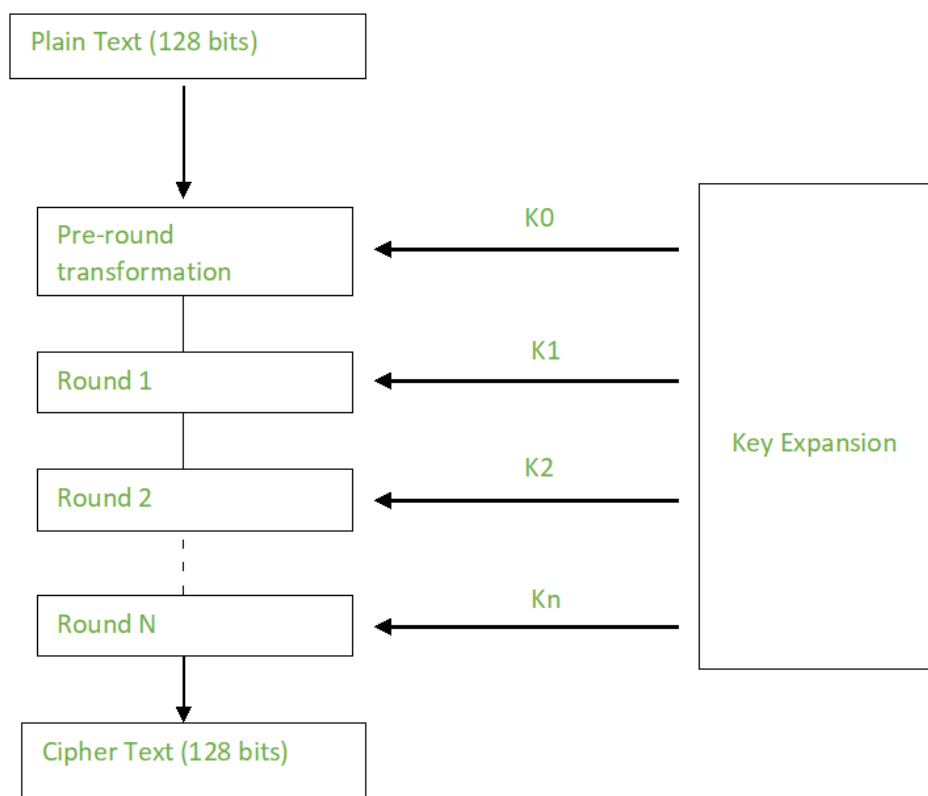 Plain Text (128 bits)
K0
Pre-round
transformation
K1
Round 1
Key Expansion
K2
Round 2
Kn
Round N
Cipher Text (128 bits)